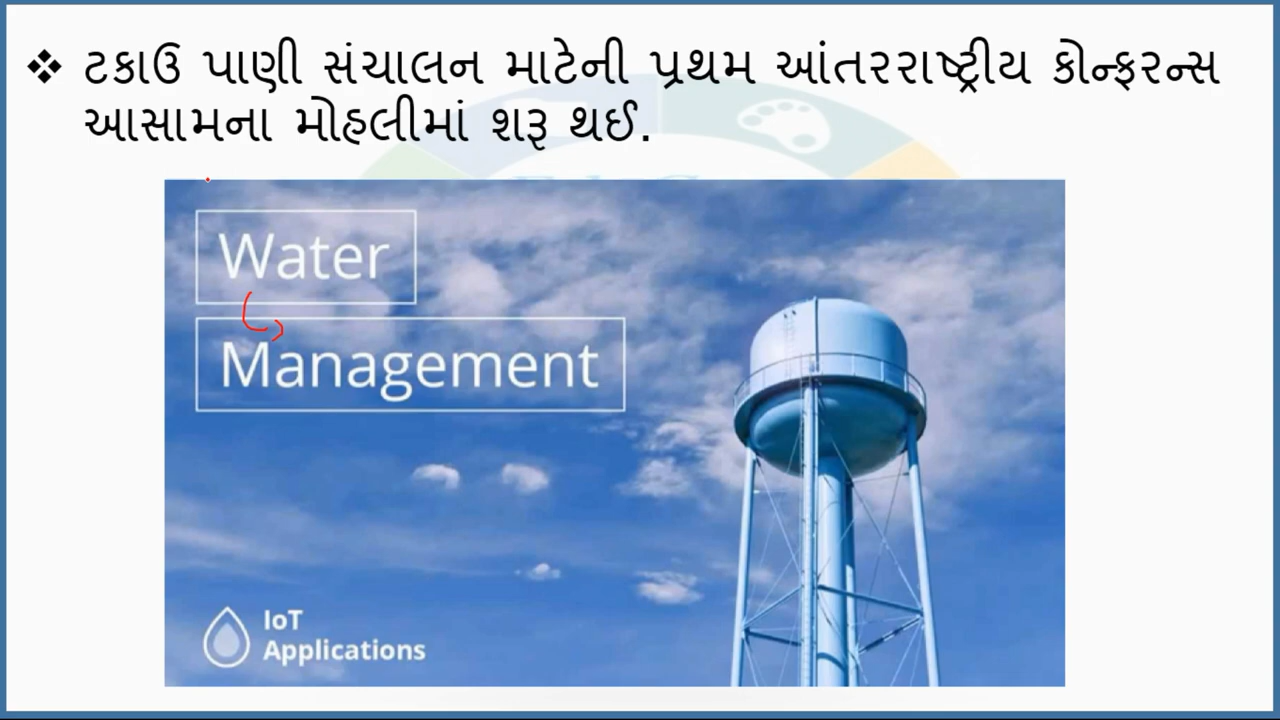 ❖ ટકાઉ પાણી સંચાલન માટેની પ્રથમ આંતરરાષ્ટ્રીય કોન્ફરન્સ
આસામના મોહલીમાં શરૂ થઈ.
Water
Management
IoT
Applications